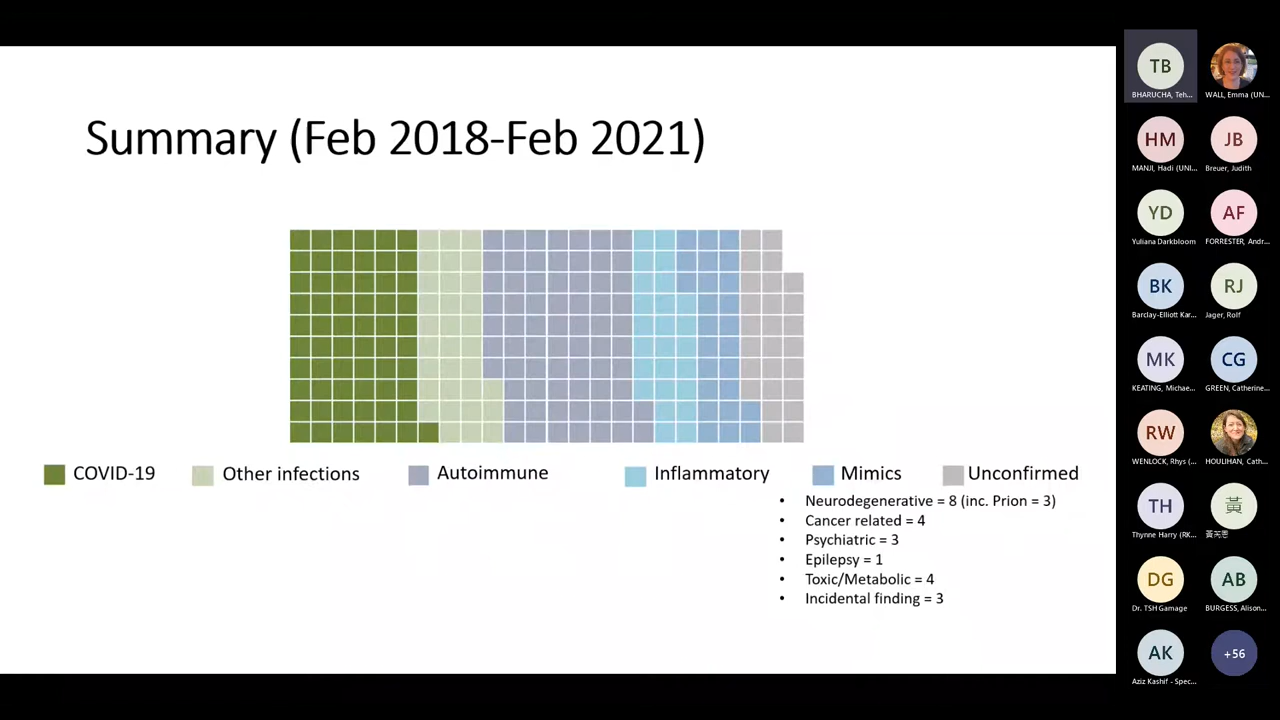 Summary (Feb 2018-Feb 2021)
COVID-19
Other infections
Autoimmune
Inflammatory
Mimics
Unconfirmed
• Neurodegenerative = 8 (inc. Prion = 3)
• Cancer related = 4
• Psychiatric = 3
• Epilepsy = 1
• Toxic/Metabolic = 4
• Incidental finding = 3
TB
BHARUCHA, Teh...
WALL, Emma (UN...
HM
MANJI, Hadi (UNI...
JB
Breuer, Judith
YD
Yuliana Darkbloom
AF
FORRESTER, Andr...
BK
Barclay-Elliott Kar...
RJ
Jager, Rolf
MK
KEATING, Michae...
CG
GREEN, Catherine...
RW
WENLOCK, Rhys (...
HOULIHAN, Cath...
TH
Thynne Harry (RK...
黃
DG
Dr. TSH Gamage
AB
BURGESS, Alison...
AK
Aziz Kashif - Spec...
+56